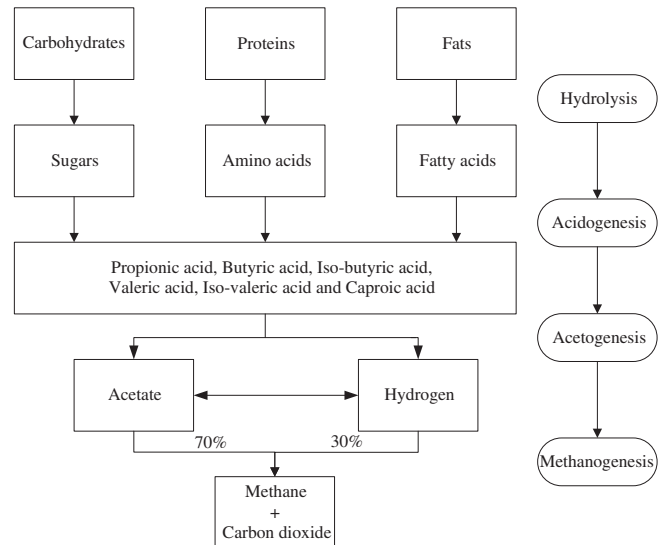 Carbohydrates
Proteins
Fats
Hydrolysis
Sugars
Amino acids
Fatty acids
Acidogenesis
Propionic acid, Butyric acid, Iso-butyric acid,
Valeric acid, Iso-valeric acid and Caproic acid
Acetogenesis
Acetate
Hydrogen
70%
30%
Methanogenesis
Methane
+
Carbon dioxide